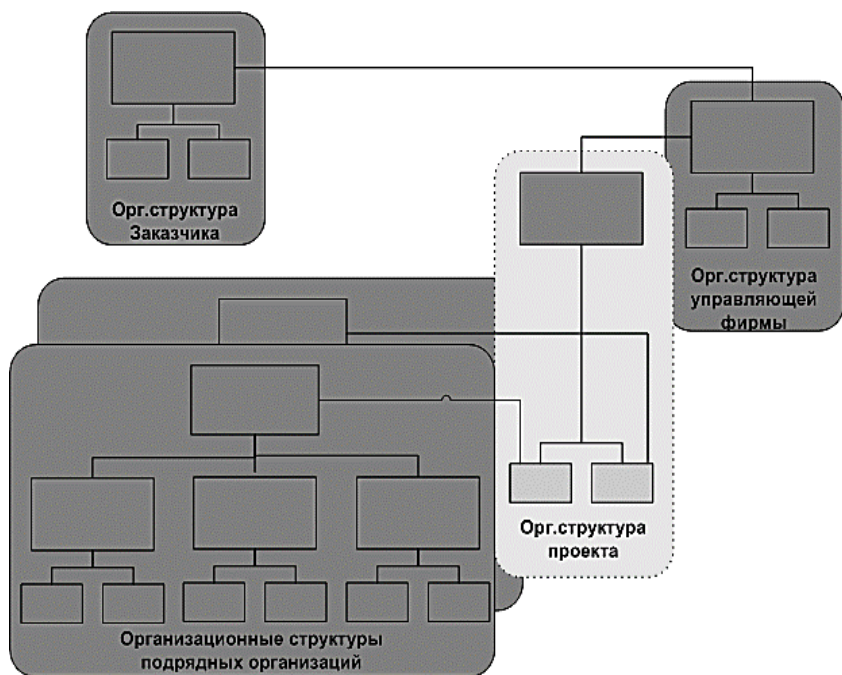 Орг.структура
Заказчика
Орг.структура
управляющей
фирмы
Орг.структура
проекта
Организационные структуры
подрядных организаций